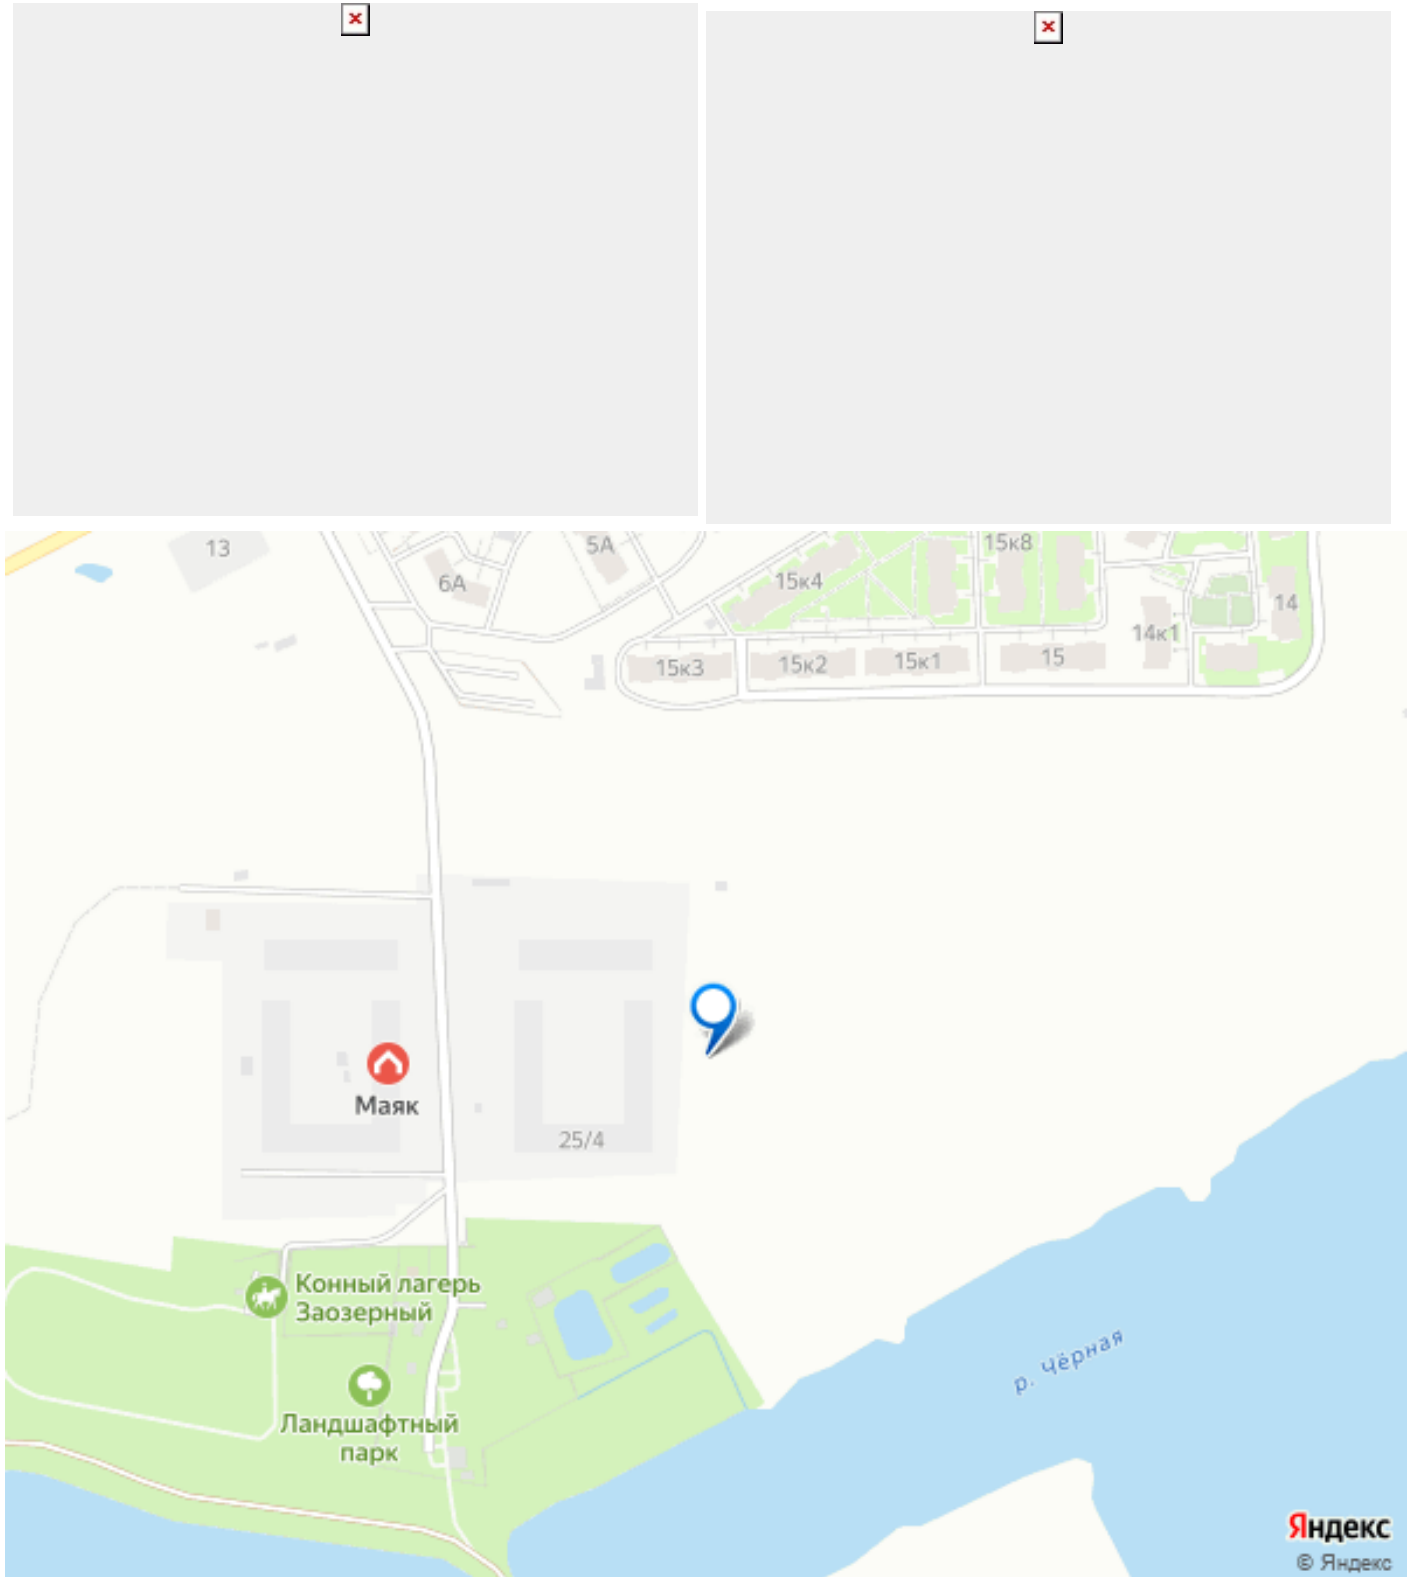 13
5А
6А
15к8
15к4
14
14к1
15к3
15к2
15к1
15
Маяк
25/4
Конный лагерь
Заозерный
р. Чёрная
Ландшафтный
парк
Яндекс
© Яндекс